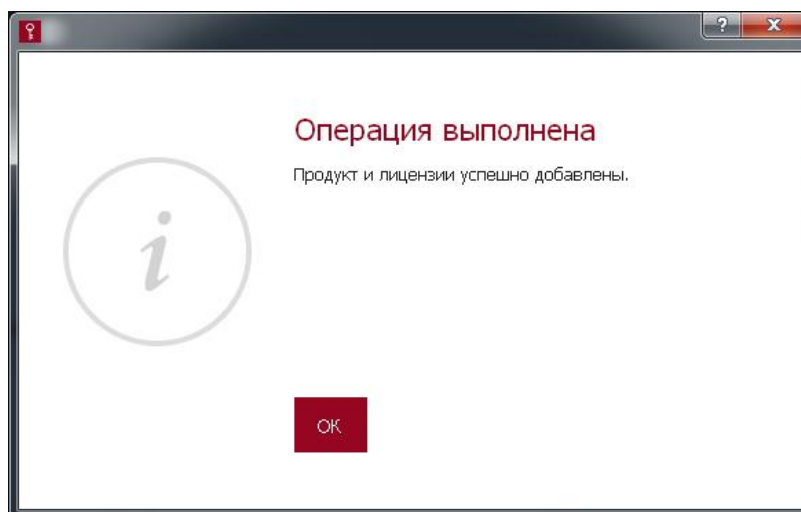 ?
Операция выполнена
Продукт и лицензии успешно добавлены.
i
ОК